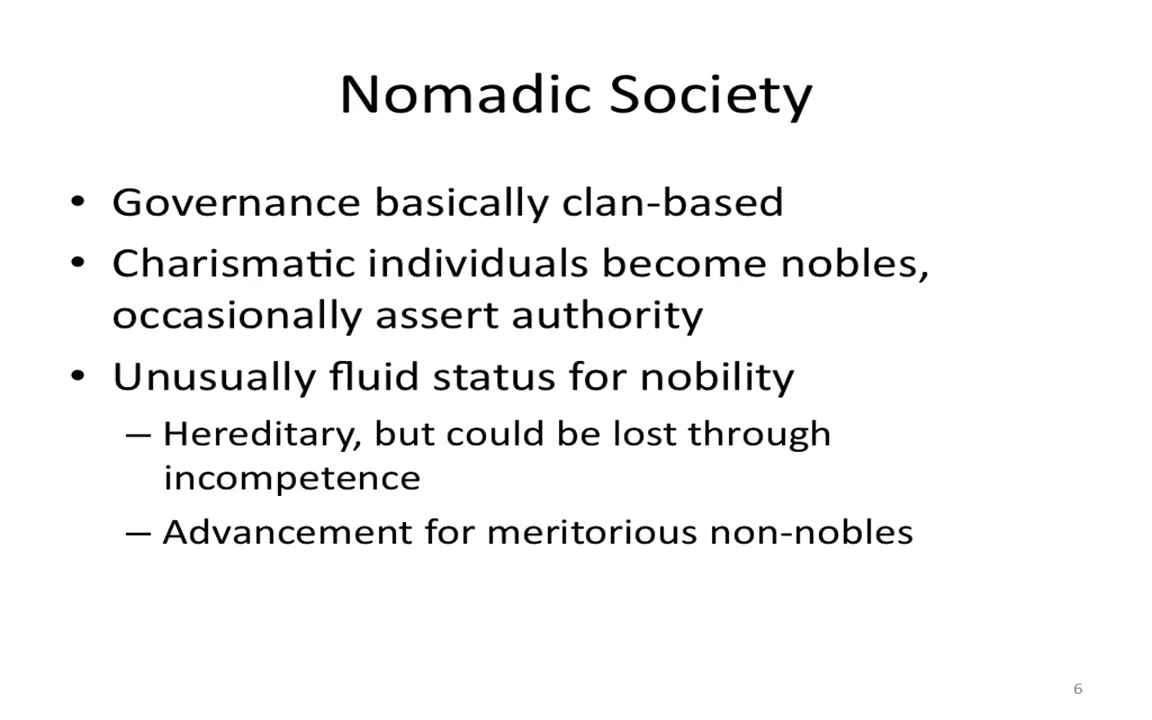 Nomadic Society
• Governance basically clan-based
• Charismatic individuals become nobles,
occasionally assert authority
• Unusually fluid status for nobility
– Hereditary, but could be lost through
incompetence
– Advancement for meritorious non-nobles
6